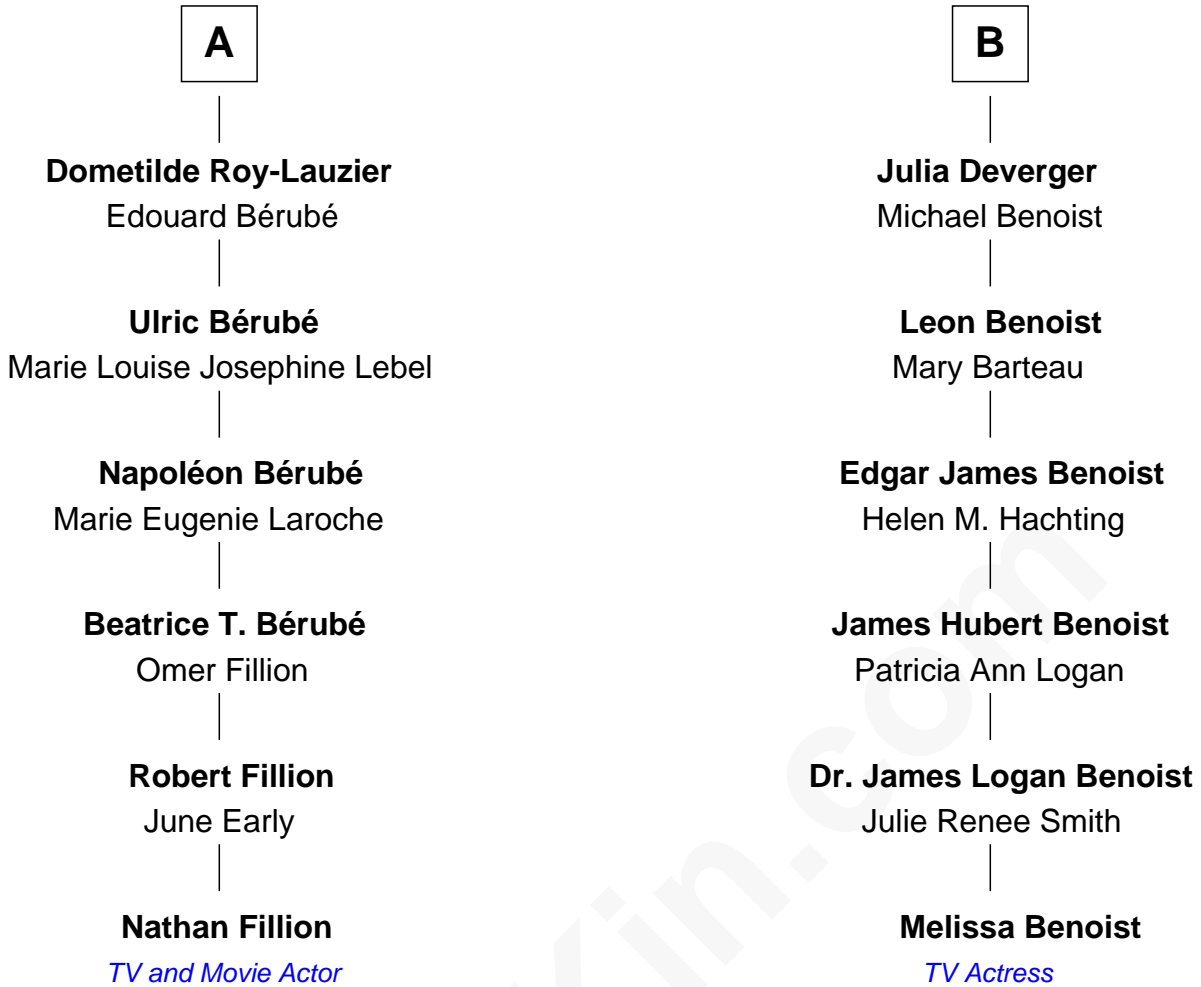 A
B
Dometilde Roy-Lauzier
Edouard Bérubé
Julia Deverger
Michael Benoist
Ulric Bérubé
Marie Louise Josephine Lebel
Leon Benoist
Mary Barteau
Napoléon Bérubé
Marie Eugenie Laroche
Edgar James Benoist
Helen M. Hachting
Beatrice T. Bérubé
Omer Fillion
James Hubert Benoist
Patricia Ann Logan
Robert Fillion
June Early
Dr. James Logan Benoist
Julie Renee Smith
Nathan Fillion
TV and Movie Actor
Melissa Benoist
TV Actress
Kin.com